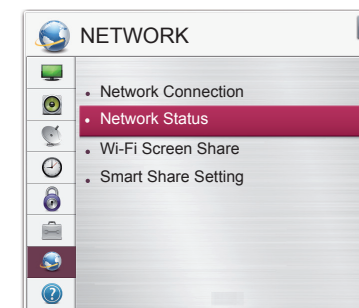 NETWORK
• Network Connection
• Network Status
• Wi-Fi Screen Share
• Smart Share Setting
?